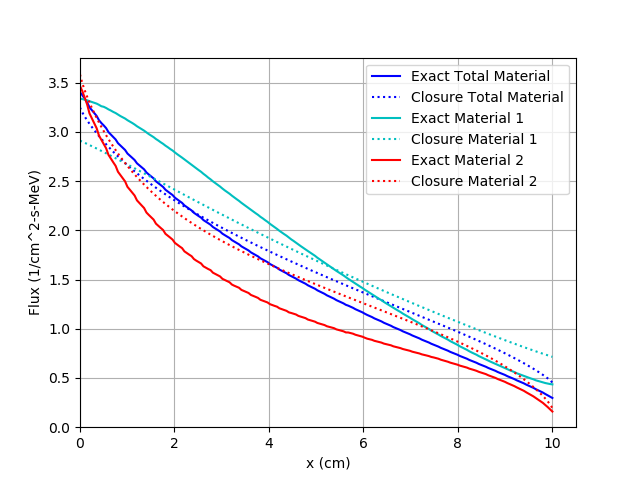 Exact Total Material
Closure Total Material
Exact Material 1
Closure Material 1
Exact Material 2
Closure Material 2
Flux (1/cm^2-s-MeV)
3.5
3.0
2.5
2.0
1.5
1.0
0.5
0.0
0 2 4 6 8 10
x (cm)